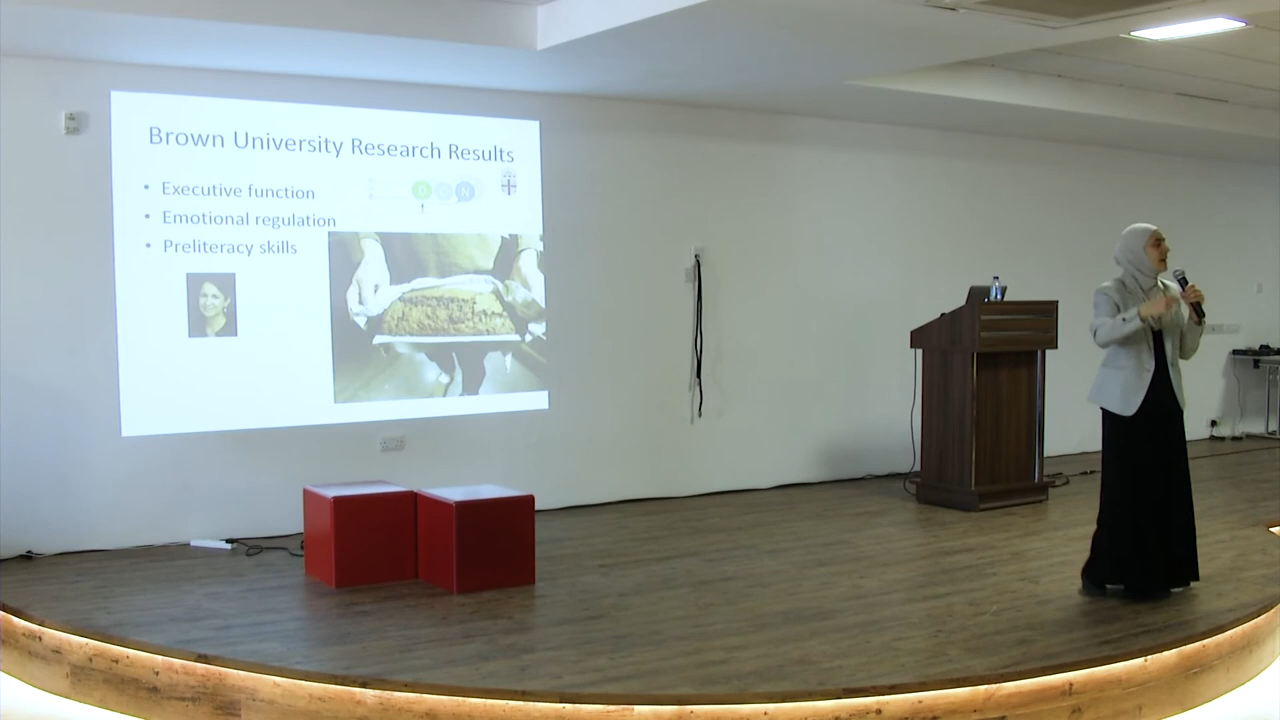 Brown University Research Results
• Executive function
• Emotional regulation
• Preliteracy skills